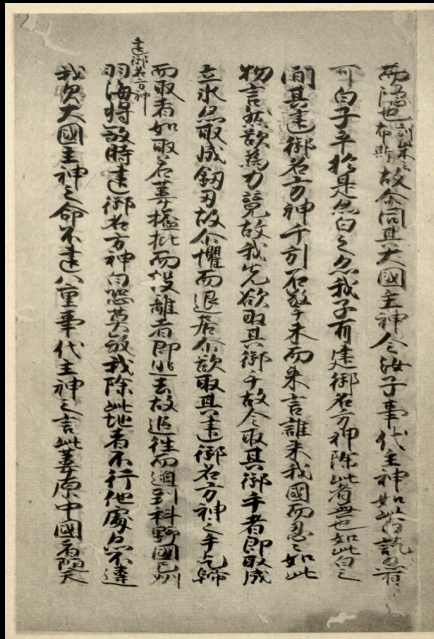 而隠也訓柴云布斯故尒問其大國主神今汝子事代主神如此白訖亦有
可白子乎於是亦白之亦我子有建御名方神除此者無也如此白之
間其建御名方神千引石擎手末而来言誰来我國而忍々如此
物言然欲為力競故我先欲取其御手故令取其御手者即取成
立氷亦取成釼刃故尒懼而退居尒欲取其建御名方神之手乞歸
而取者如取若葦搤批而投離者即逃去故追往而迫到科野國之州
建御名方神
羽海将殺時建御名方神白恐莫殺我除此地者不行他處亦不違
我父大國主神之命不違八重事代主神之言此葦原中國者隨天